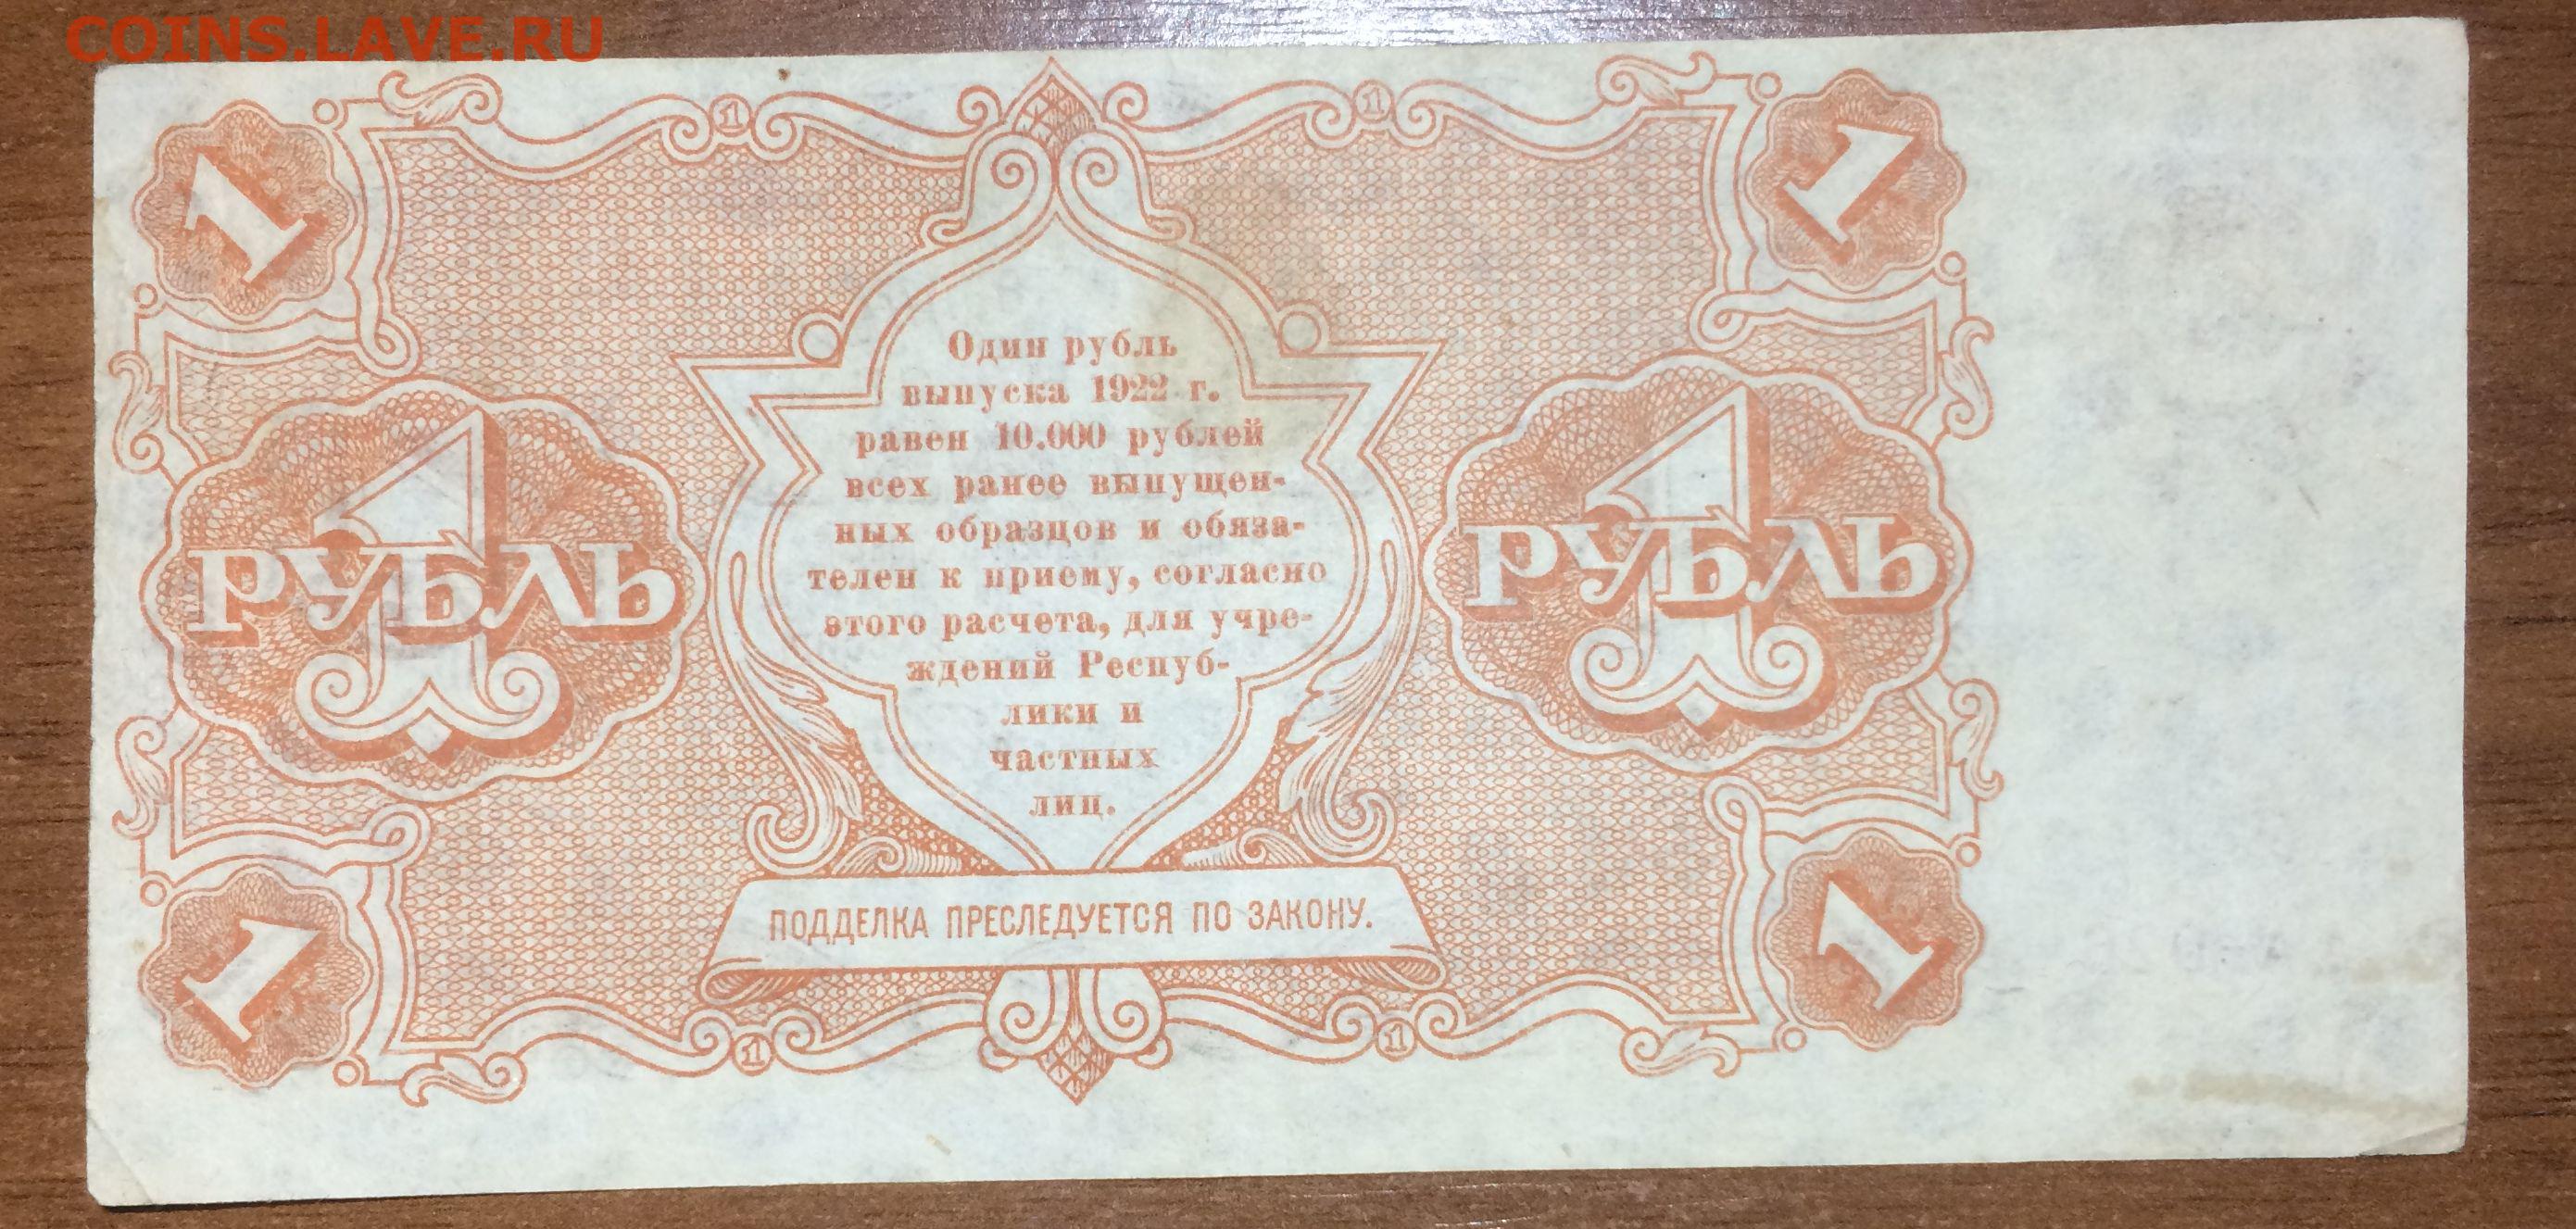 COINS.LAVE.RU
1
1
1
1
Один рубль
выпуска 1922 г.
равен 10.000 рублей
всех ранее выпущен-
ных образцов и обяза-
телен к приему, согласно
этого расчета, для учре-
ждений Респуб-
лики и
частных
лиц.
1
РУБЛЬ
1
РУБЛЬ
1
1
ПОДДЕЛКА ПРЕСЛЕДУЕТСЯ ПО ЗАКОНУ.
1
1